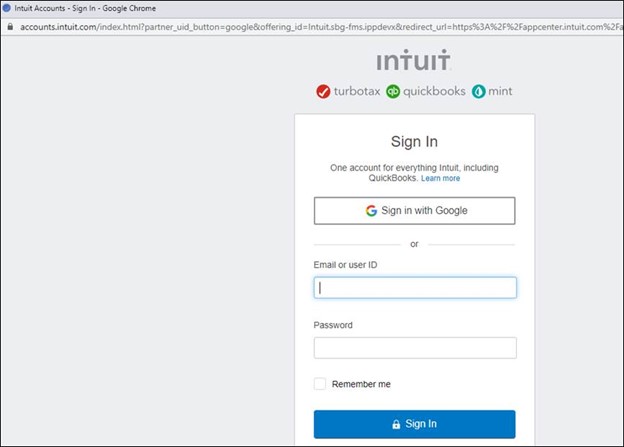 Intuit Accounts - Sign In - Google Chrome
accounts.intuit.com/index.html?partner_uid_button=google&offering_id=Intuit.sbg-fms.ippdevx&redirect_url=https%3A%2F%2Fappcenter.intuit.com%2Fa
intuit
turbotax qb quickbooks mint
Sign In
One account for everything Intuit, including
QuickBooks. Learn more
G Sign in with Google
or
Email or user ID
Password
Remember me
Sign In